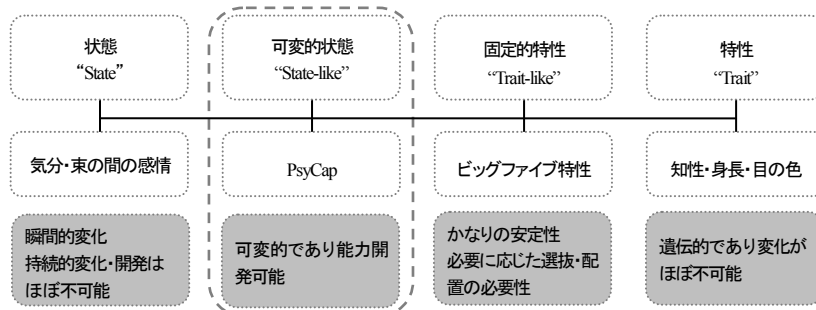 状態
“State”
可変的状態
“State-like”
固定的特性
“Trait-like”
特性
“Trait”
気分・束の間の感情
PsyCap
ビッグファイブ特性
知性・身長・目の色
瞬間的変化
持続的変化・開発は
ほぼ不可能
可変的であり能力開
発可能
かなりの安定性
必要に応じた選抜・配
置の必要性
遺伝的であり変化が
ほぼ不可能